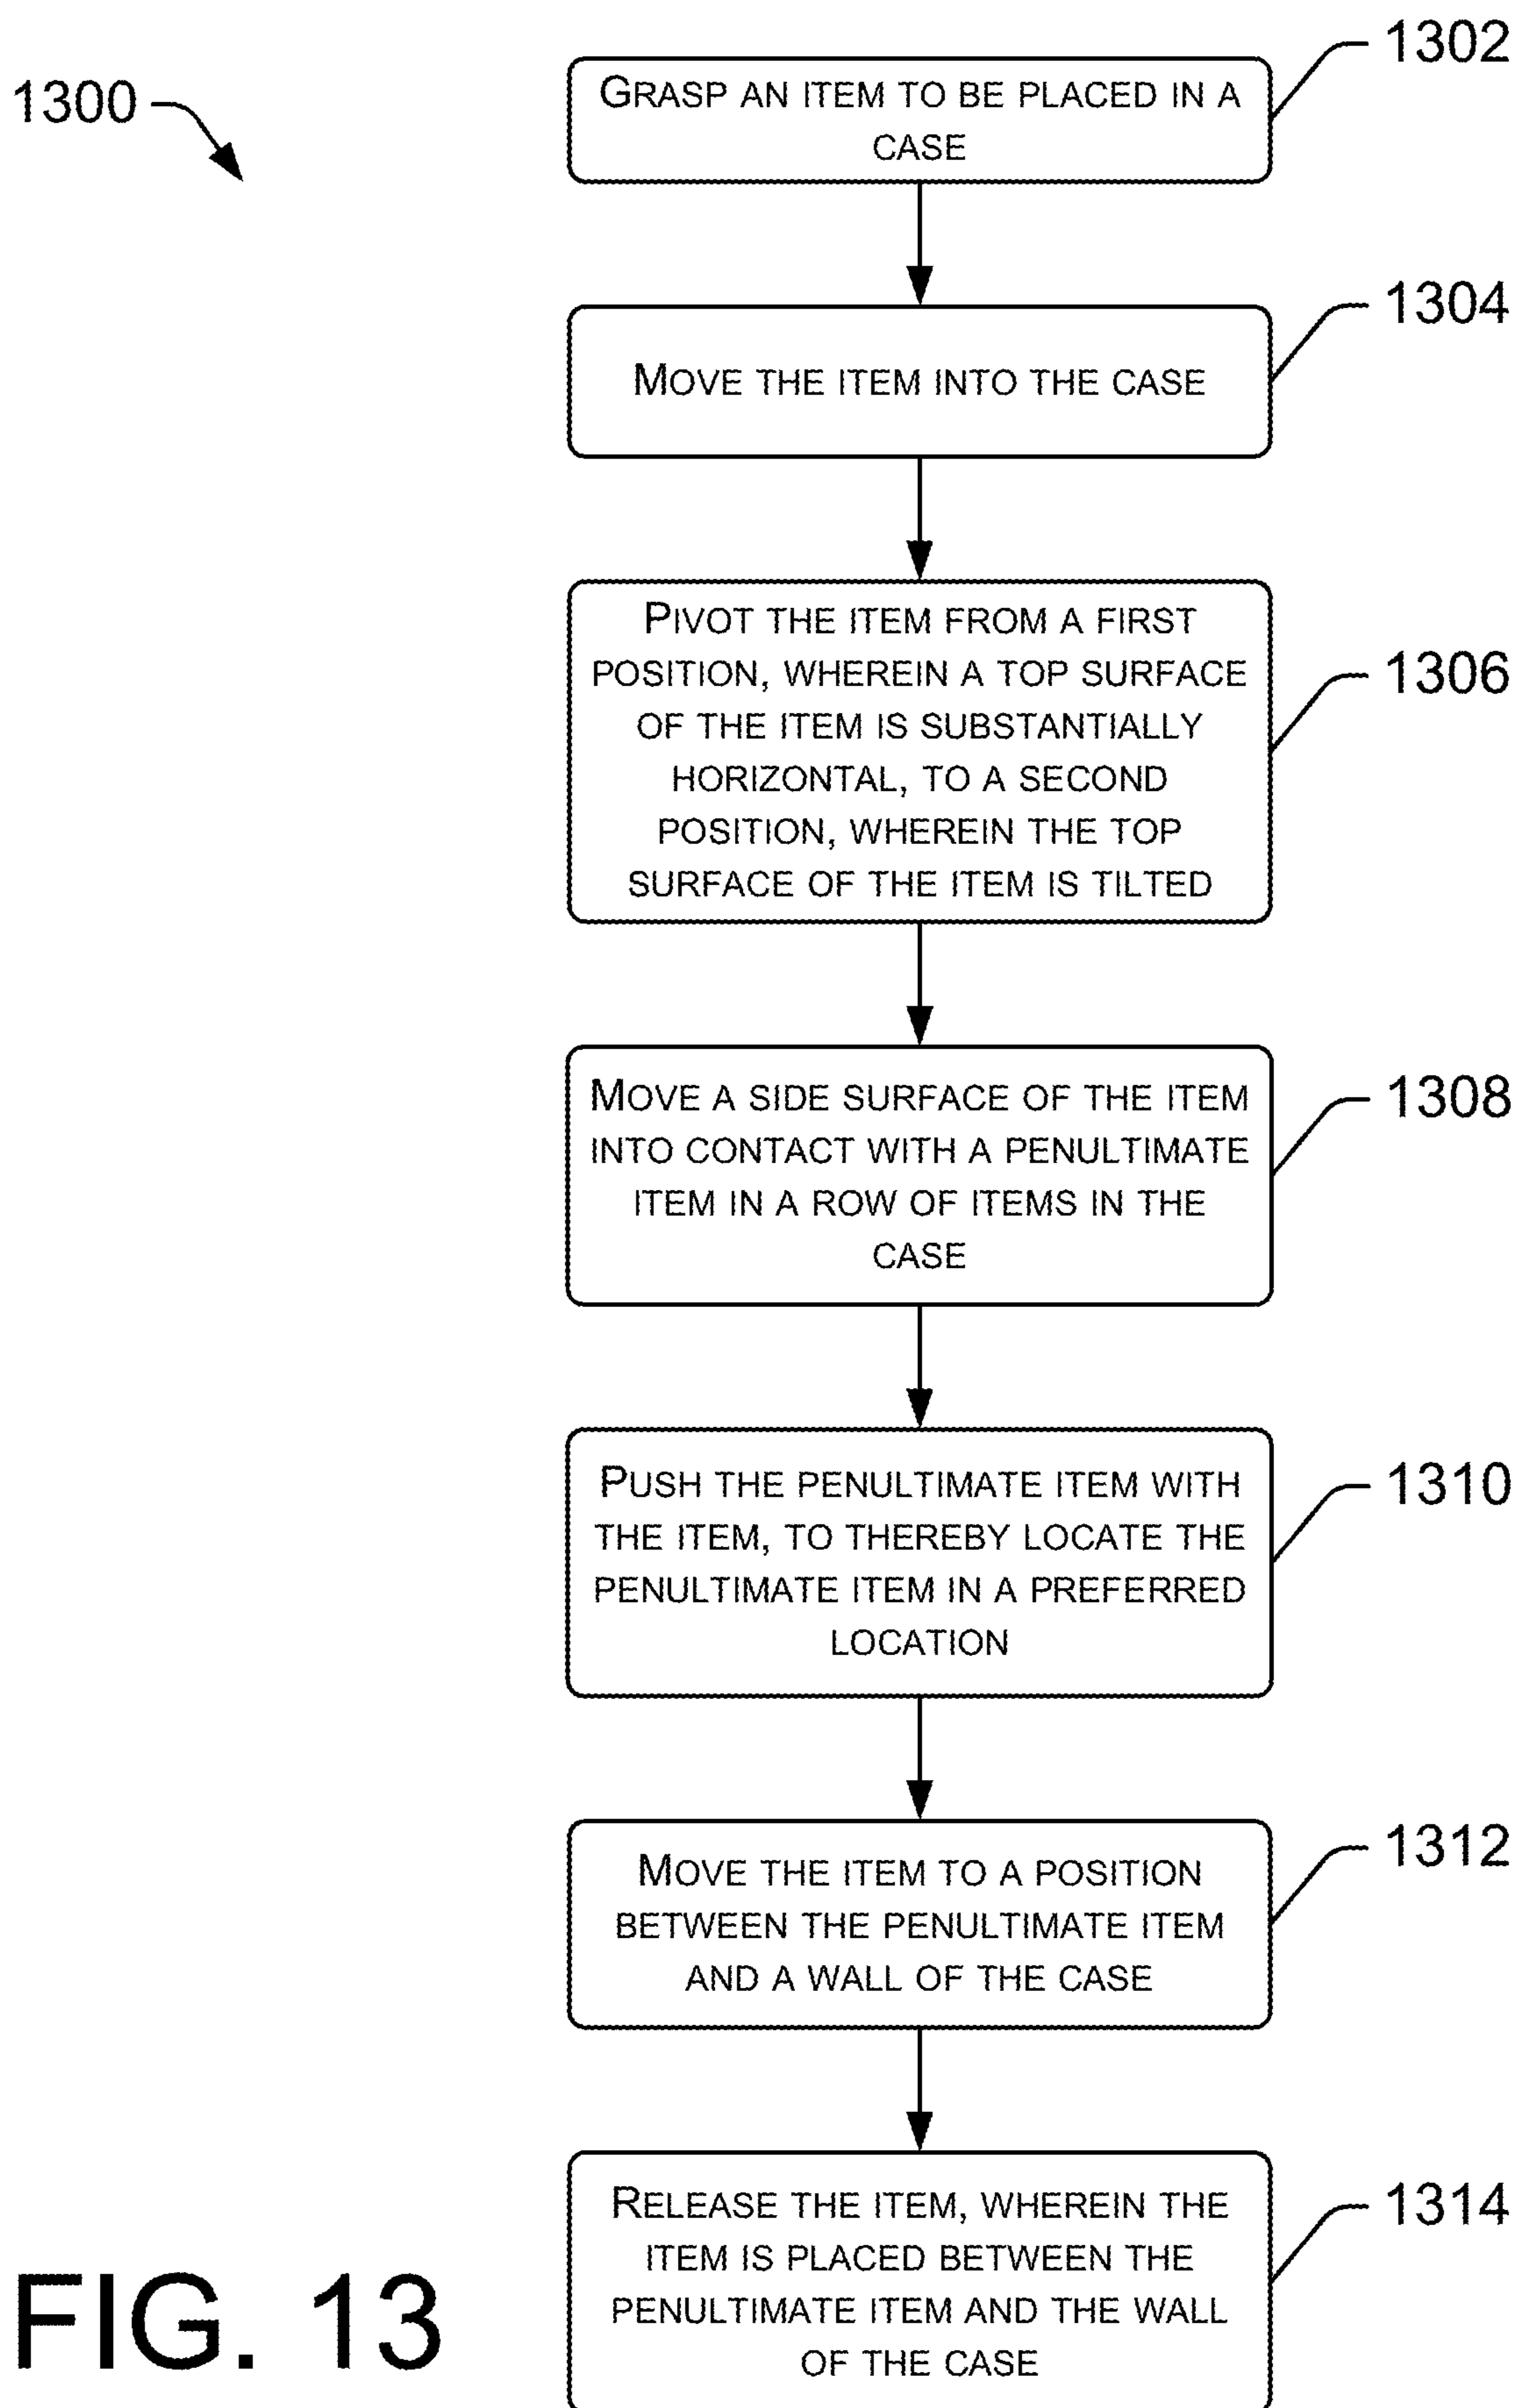 1300
1302
GRASP AN ITEM TO BE PLACED IN A
CASE
1304
MOVE THE ITEM INTO THE CASE
1306
PIVOT THE ITEM FROM A FIRST
POSITION, WHEREIN A TOP SURFACE
OF THE ITEM IS SUBSTANTIALLY
HORIZONTAL, TO A SECOND
POSITION, WHEREIN THE TOP
SURFACE OF THE ITEM IS TILTED
1308
MOVE A SIDE SURFACE OF THE ITEM
INTO CONTACT WITH A PENULTIMATE
ITEM IN A ROW OF ITEMS IN THE
CASE
1310
PUSH THE PENULTIMATE ITEM WITH
THE ITEM, TO THEREBY LOCATE THE
PENULTIMATE ITEM IN A PREFERRED
LOCATION
1312
MOVE THE ITEM TO A POSITION
BETWEEN THE PENULTIMATE ITEM
AND A WALL OF THE CASE
1314
RELEASE THE ITEM, WHEREIN THE
ITEM IS PLACED BETWEEN THE
PENULTIMATE ITEM AND THE WALL
OF THE CASE
FIG. 13